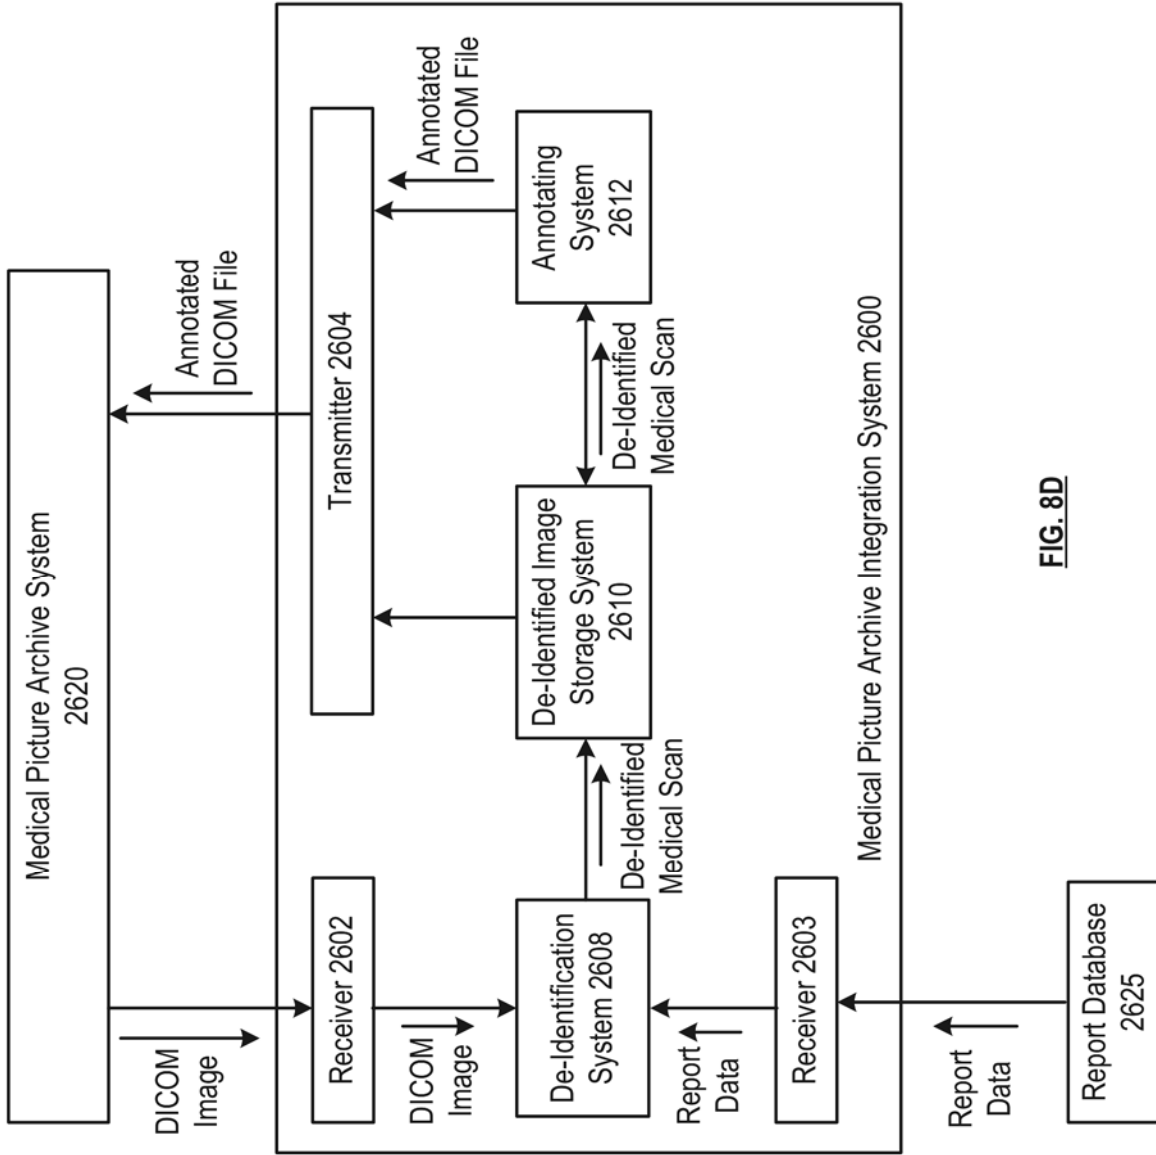 Medical Picture Archive System
2620
DICOM
Image
Annotated
DICOM File
Receiver 2602
Transmitter 2604
DICOM
Image
Annotated
DICOM File
De-Identification
System 2608
De-Identified
Medical Scan
De-Identified Image
Storage System
2610
De-Identified
Medical Scan
Annotating
System
2612
Report
Data
Receiver 2603
Medical Picture Archive Integration System 2600
Report
Data
Report Database
2625
FIG. 8D